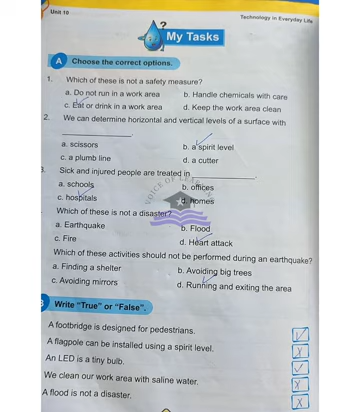 Unit 10
Technology in Everyday Life
?
My Tasks
A Choose the correct options.
1. Which of these is not a safety measure?
a. Do not run in a work area b. Handle chemicals with care
c. Eat or drink in a work area d. Keep the work area clean
2. We can determine horizontal and vertical levels of a surface with
____________.
a. scissors b. a spirit level
c. a plumb line d. a cutter
3. Sick and injured people are treated in ____________.
a. schools b. offices
c. hospitals d. homes
VOICE OF LEARNER
Which of these is not a disaster?
a. Earthquake b. Flood
c. Fire d. Heart attack
Which of these activities should not be performed during an earthquake?
a. Finding a shelter b. Avoiding big trees
c. Avoiding mirrors d. Running and exiting the area
B Write "True" or "False".
A footbridge is designed for pedestrians. ✓
A flagpole can be installed using a spirit level. X
An LED is a tiny bulb. ✓
We clean our work area with saline water. X
A flood is not a disaster. X